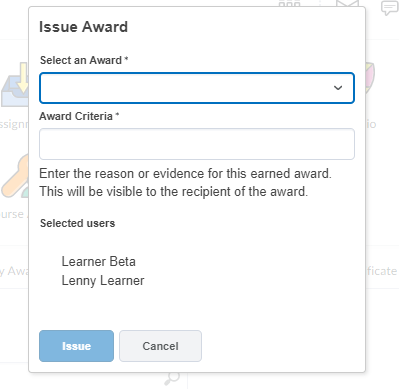 Issue Award
Select an Award *
Award Criteria *
Enter the reason or evidence for this earned award.
This will be visible to the recipient of the award.
Selected users
Learner Beta
Lenny Learner
Issue
Cancel